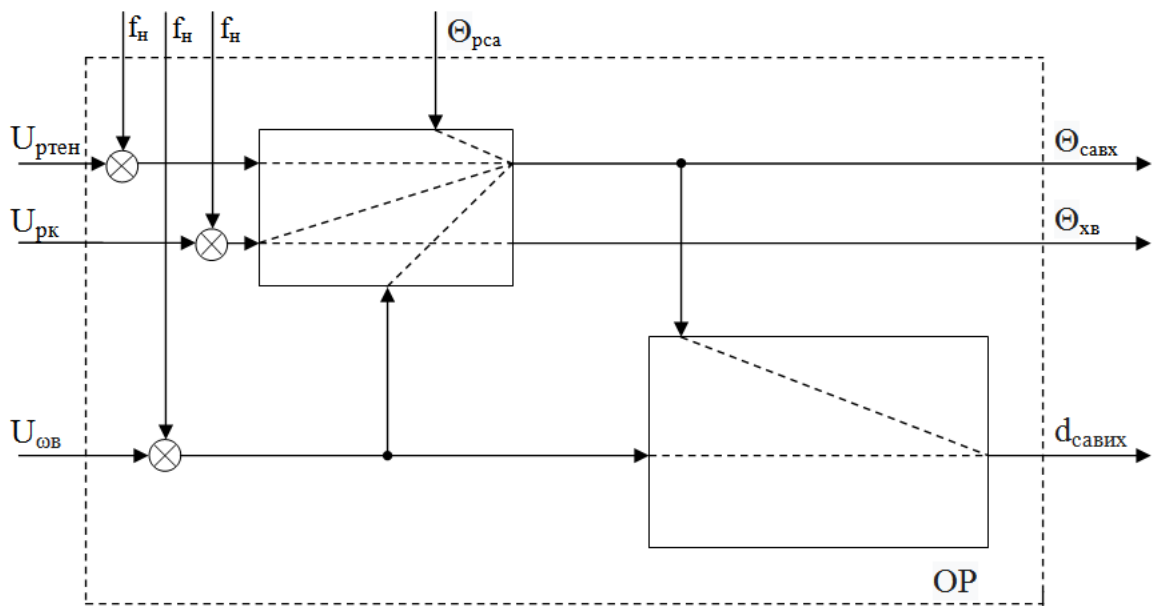 fн fн fн Θрса
Uртен Θсавх
Uрк Θхв
Uωв dсавих
ОР